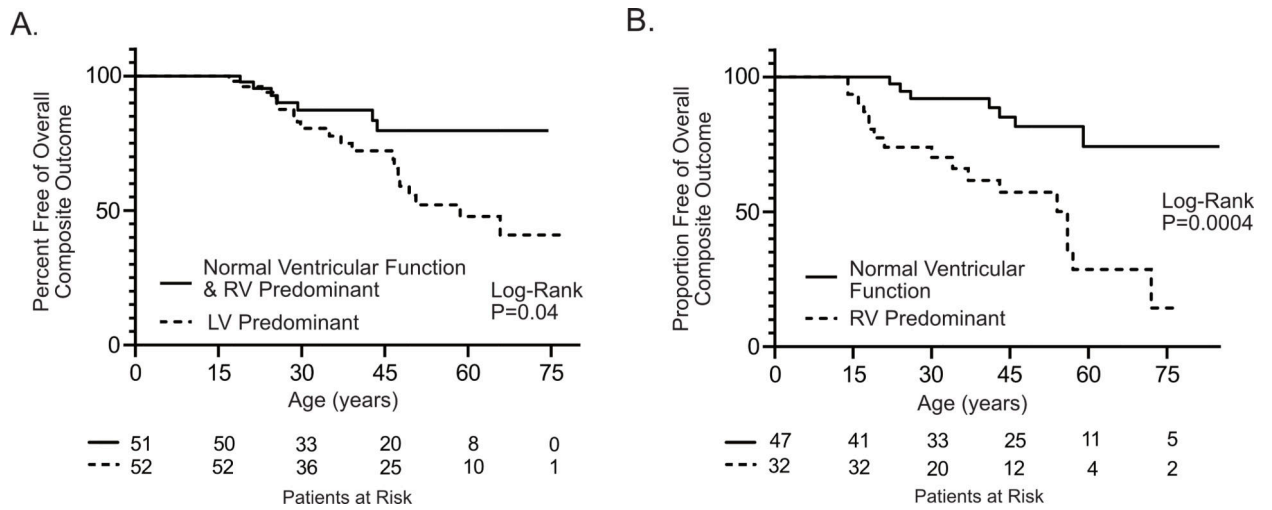 A.
Percent Free of Overall
Composite Outcome
100
50
0
Normal Ventricular Function
& RV Predominant
LV Predominant
Log-Rank
P=0.04
0 15 30 45 60 75
Age (years)
51 50 33 20 8 0
52 52 36 25 10 1
Patients at Risk
B.
Proportion Free of Overall
Composite Outcome
100
50
0
Normal Ventricular
Function
RV Predominant
Log-Rank
P=0.0004
0 15 30 45 60 75
Age (years)
47 41 33 25 11 5
32 32 20 12 4 2
Patients at Risk